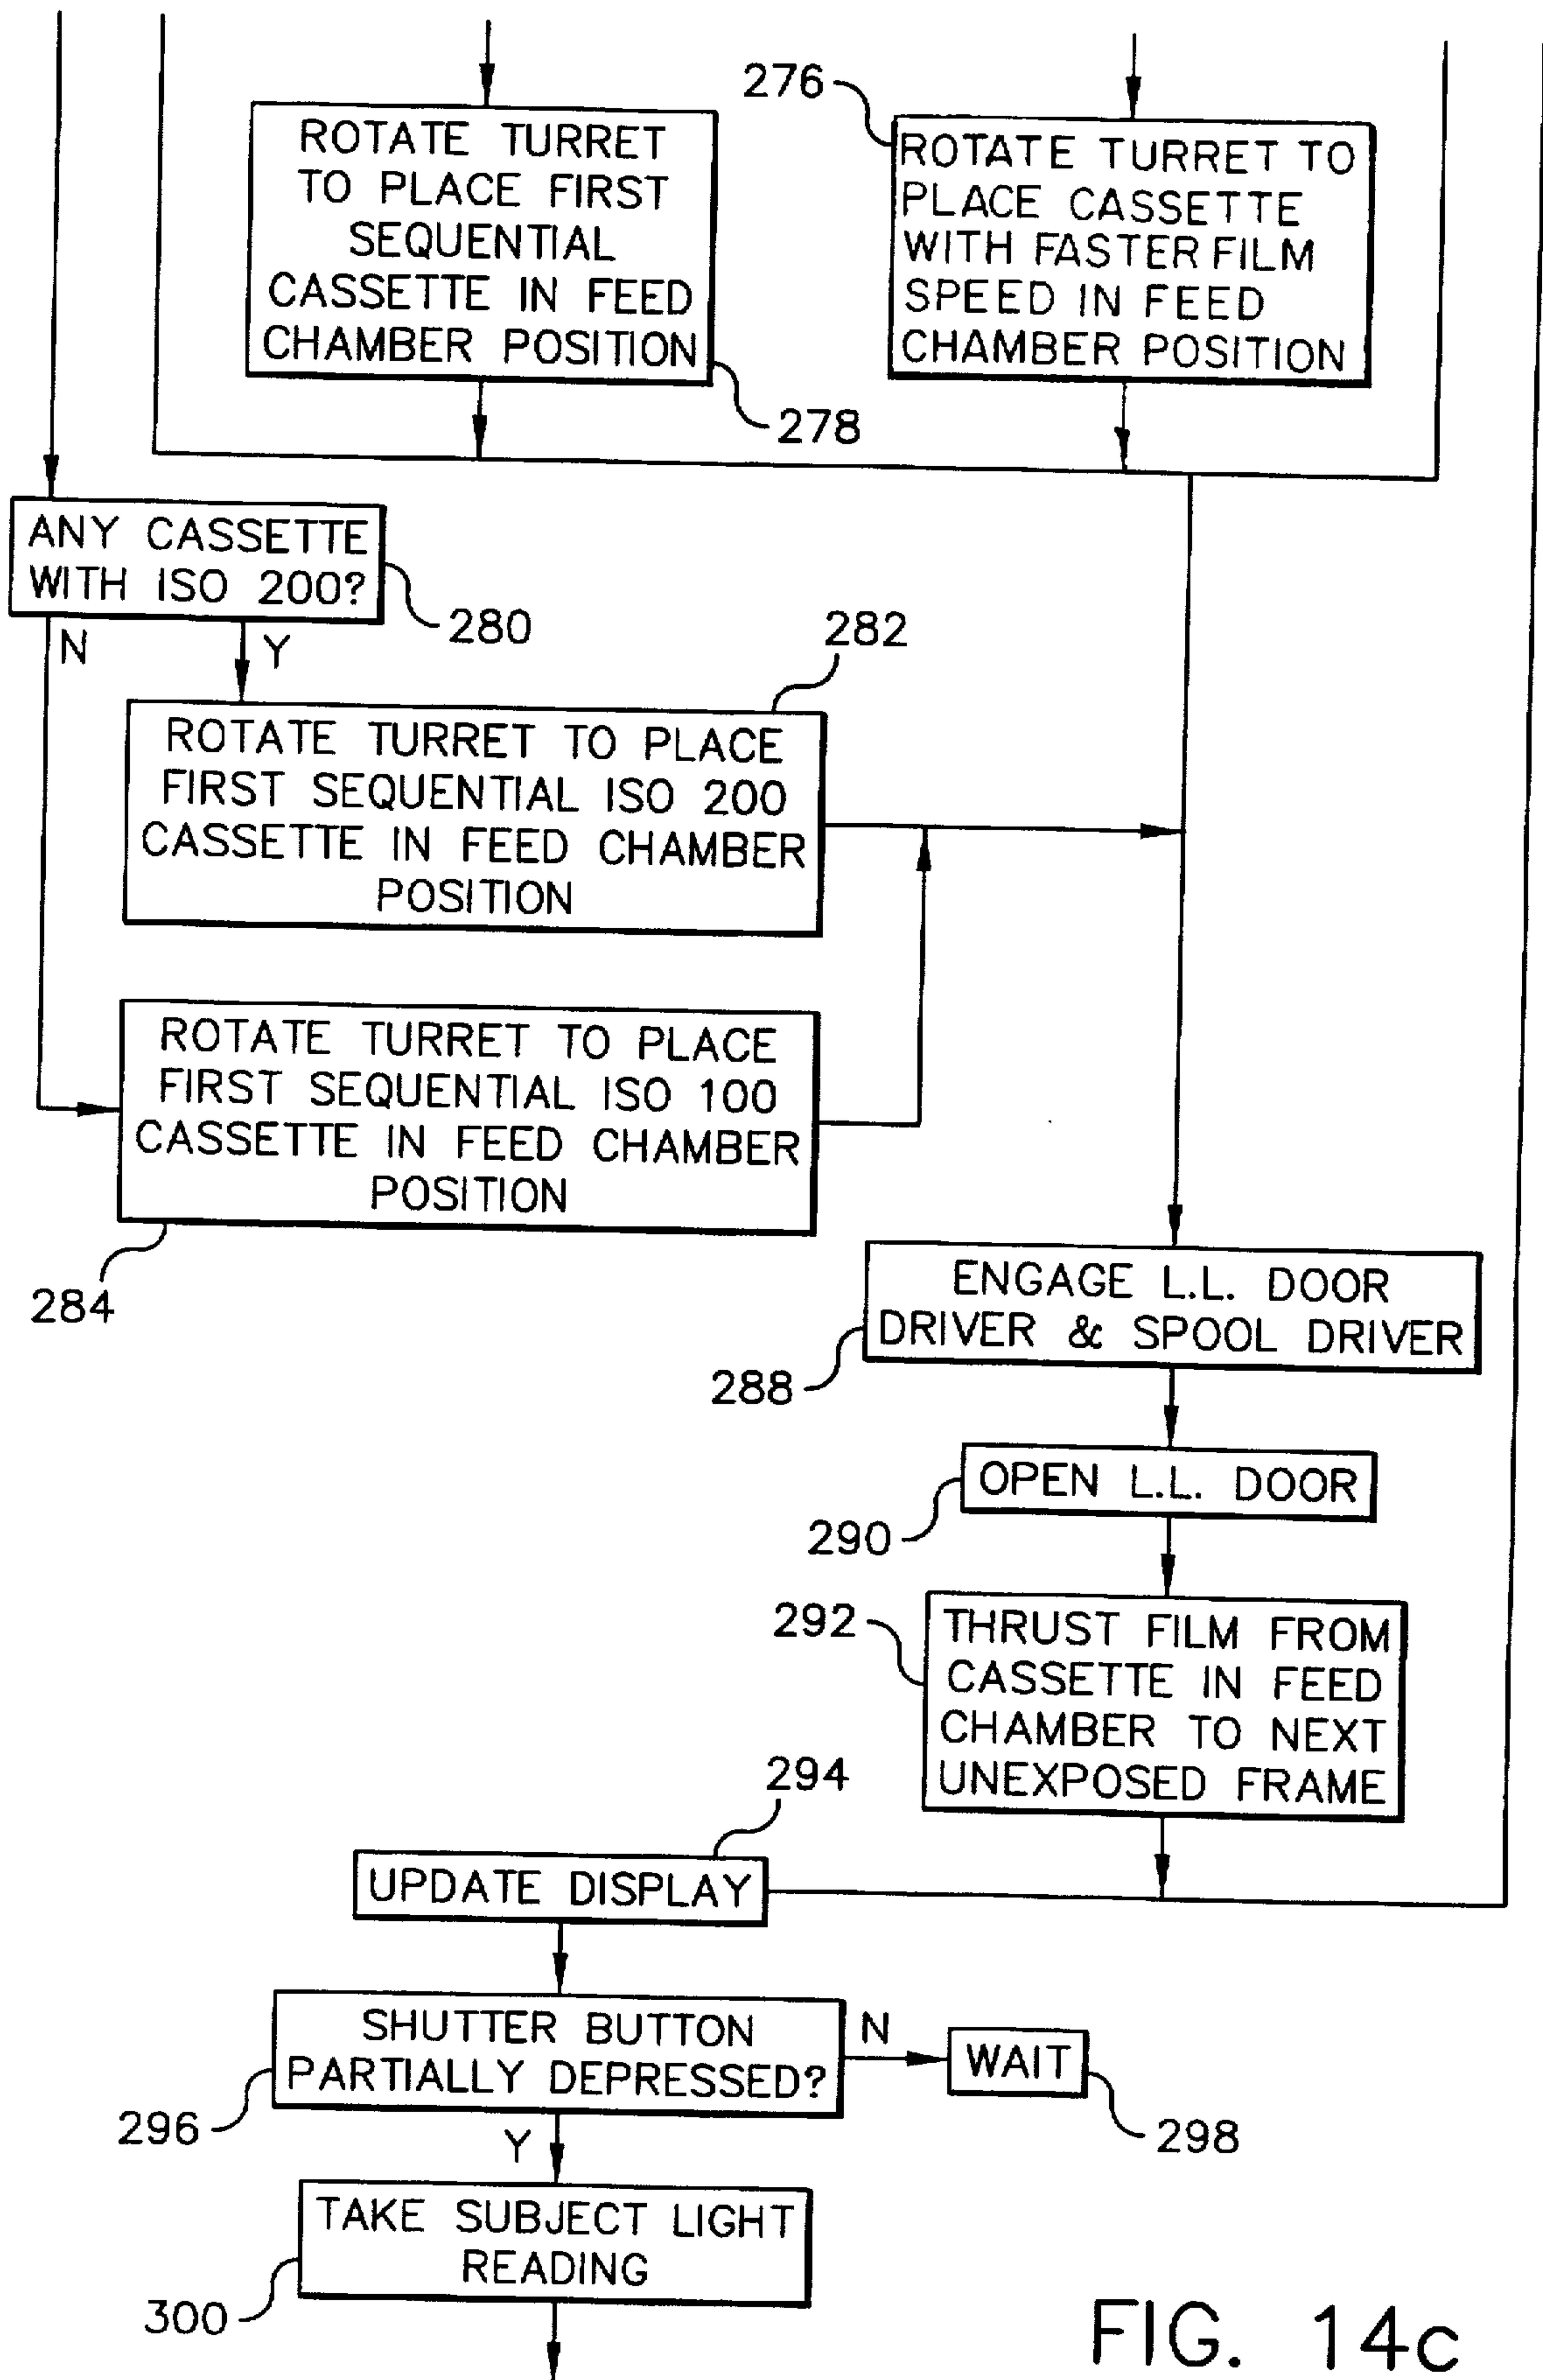 276
ROTATE TURRET
TO PLACE FIRST
SEQUENTIAL
CASSETTE IN FEED
CHAMBER POSITION
278
ROTATE TURRET TO
PLACE CASSETTE
WITH FASTER FILM
SPEED IN FEED
CHAMBER POSITION
ANY CASSETTE
WITH ISO 200?
280
N
Y
282
ROTATE TURRET TO PLACE
FIRST SEQUENTIAL ISO 200
CASSETTE IN FEED CHAMBER
POSITION
ROTATE TURRET TO PLACE
FIRST SEQUENTIAL ISO 100
CASSETTE IN FEED CHAMBER
POSITION
284
ENGAGE L.L. DOOR
DRIVER & SPOOL DRIVER
288
OPEN L.L. DOOR
290
292
THRUST FILM FROM
CASSETTE IN FEED
CHAMBER TO NEXT
UNEXPOSED FRAME
294
UPDATE DISPLAY
SHUTTER BUTTON
PARTIALLY DEPRESSED?
N
WAIT
296
298
Y
TAKE SUBJECT LIGHT
READING
300
FIG. 14c